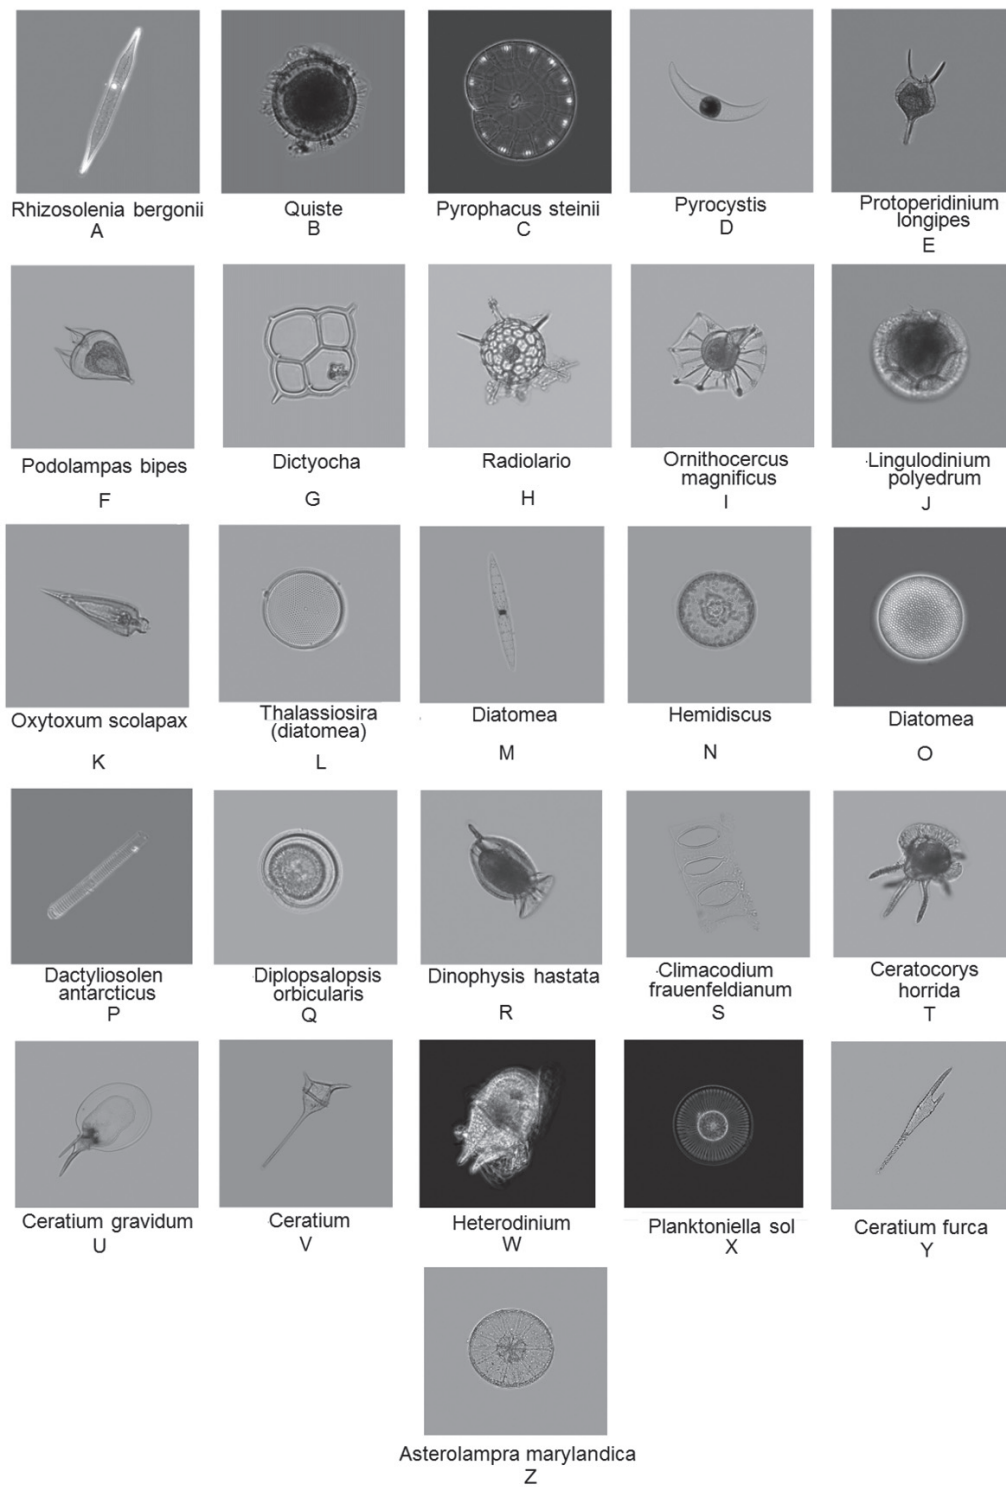 Rhizosolenia bergonii
A
Quiste
B
Pyrophacus steinii
C
Pyrocystis
D
Protoperidinium
longipes
E
Podolampas bipes
F
Dictyocha
G
Radiolario
H
Ornithocercus
magnificus
I
Lingulodinium
polyedrum
J
Oxytoxum scolapax
K
Thalassiosira
(diatomea)
L
Diatomea
M
Hemidiscus
N
Diatomea
O
Dactyliosolen
antarcticus
P
Diplopsalopsis
orbicularis
Q
Dinophysis hastata
R
Climacodium
frauenfeldianum
S
Ceratocorys
horrida
T
Ceratium gravidum
U
Ceratium
V
Heterodinium
W
Planktoniella sol
X
Ceratium furca
Y
Asterolampra marylandica
Z